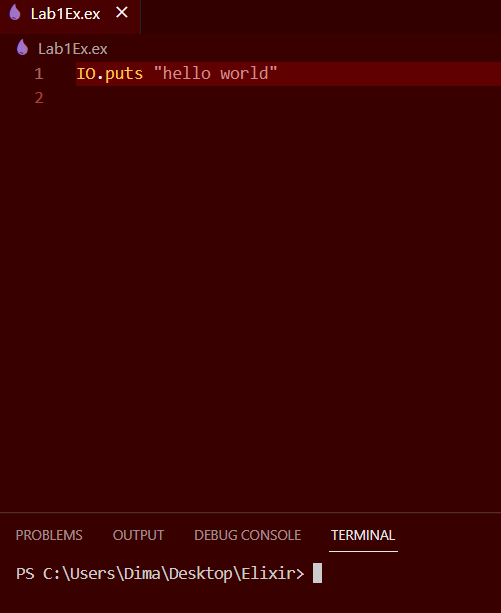 Lab1Ex.ex ×
Lab1Ex.ex
1 IO.puts "hello world"
2
PROBLEMS OUTPUT DEBUG CONSOLE TERMINAL
PS C:\Users\Dima\Desktop\Elixir>